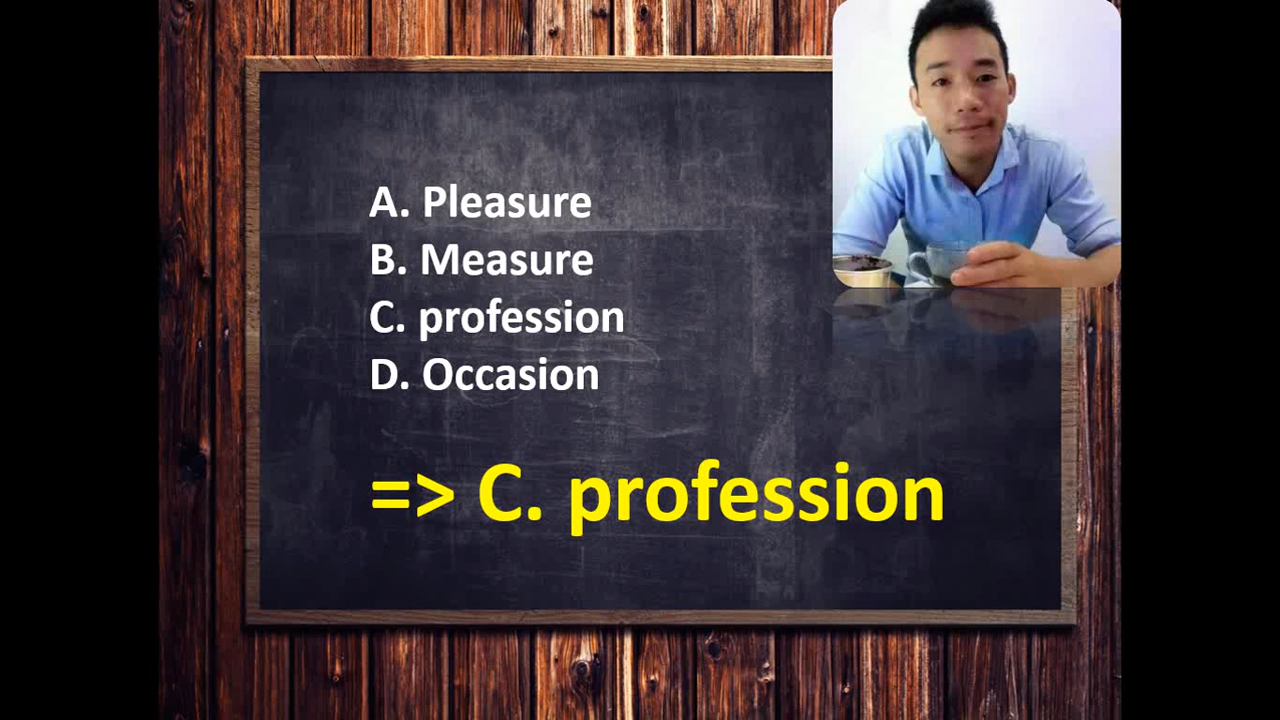 A. Pleasure
B. Measure
C. profession
D. Occasion
=> C. profession